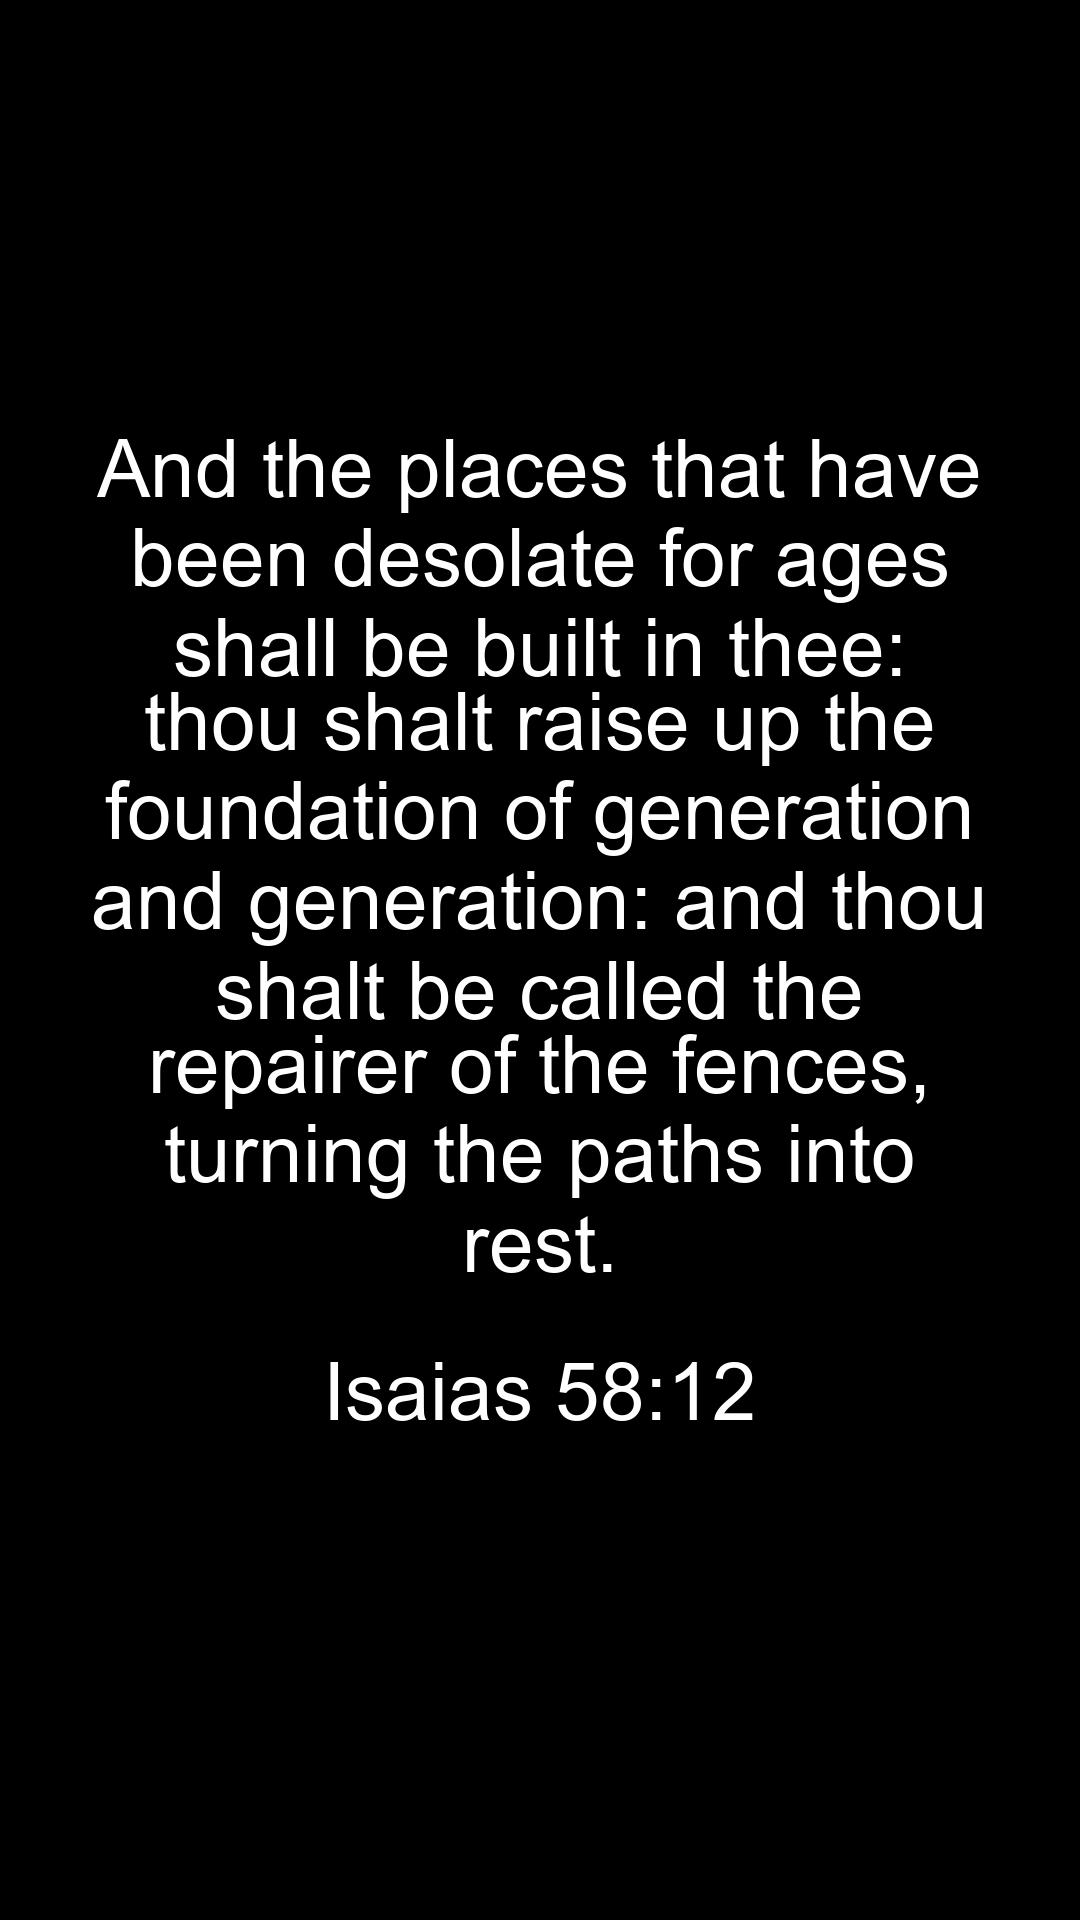 And the places that have
been desolate for ages
shall be built in thee:
thou shalt raise up the
foundation of generation
and generation: and thou
shalt be called the
repairer of the fences,
turning the paths into
rest.
Isaias 58:12